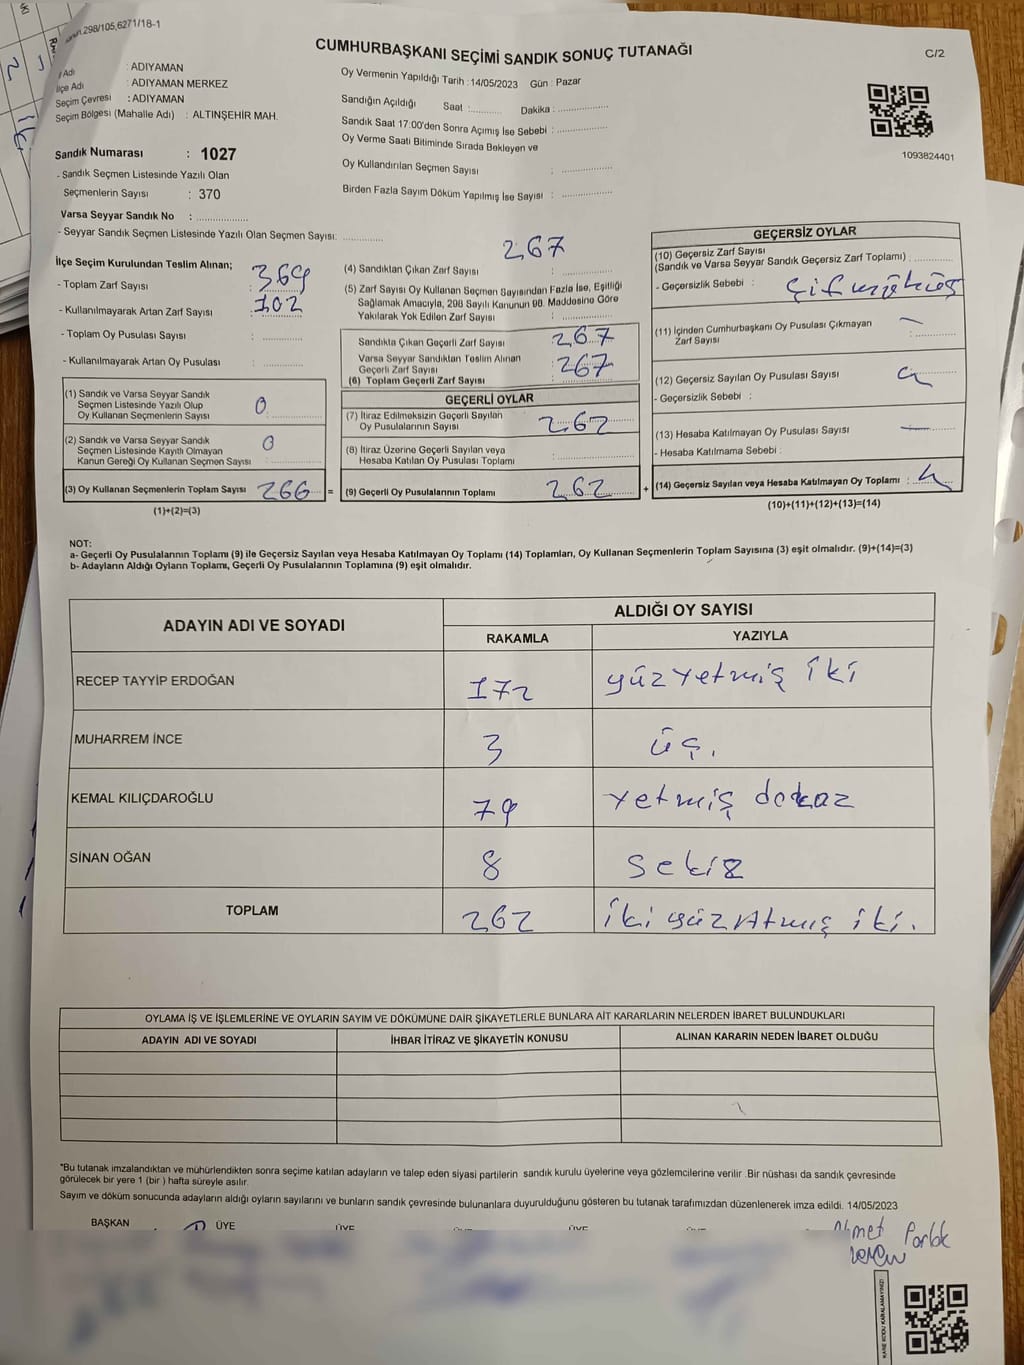 298/105,6271/18-1
CUMHURBAŞKANI SEÇİMİ SANDIK SONUÇ TUTANAĞI
C/2
Adı : ADIYAMAN
İlçe Adı : ADIYAMAN MERKEZ
Seçim Çevresi : ADIYAMAN
Seçim Bölgesi (Mahalle Adı) : ALTINŞEHİR MAH.
Sandık Numarası : 1027
- Sandık Seçmen Listesinde Yazılı Olan
Seçmenlerin Sayısı : 370
Varsa Seyyar Sandık No : ..................
- Seyyar Sandık Seçmen Listesinde Yazılı Olan Seçmen Sayısı: .............
Oy Vermenin Yapıldığı Tarih : 14/05/2023 Gün : Pazar
Sandığın Açıldığı Saat :.......... Dakika : ................
Sandık Saat 17:00'den Sonra Açımış İse Sebebi : ................
Oy Verme Saati Bitiminde Sırada Bekleyen ve
Oy Kullandırılan Seçmen Sayısı : ................
Birden Fazla Sayım Döküm Yapılmış İse Sayısı : ................
1093824401
İlçe Seçim Kurulundan Teslim Alınan;
- Toplam Zarf Sayısı : 369
- Kullanılmayarak Artan Zarf Sayısı : 102
- Toplam Oy Pusulası Sayısı : .............
- Kullanılmayarak Artan Oy Pusulası : .............
(1) Sandık ve Varsa Seyyar Sandık
Seçmen Listesinde Yazılı Olup
Oy Kullanan Seçmenlerin Sayısı : 0
(2) Sandık ve Varsa Seyyar Sandık
Seçmen Listesinde Kayıtlı Olmayan
Kanun Gereği Oy Kullanan Seçmen Sayısı : 0
(3) Oy Kullanan Seçmenlerin Toplam Sayısı 266 =
(1)+(2)=(3)
267
(4) Sandıktan Çıkan Zarf Sayısı : .............
(5) Zarf Sayısı Oy Kullanan Seçmen Sayısından Fazla İse, Eşitliği
Sağlamak Amacıyla, 298 Sayılı Kanunun 98. Maddesine Göre
Yakılarak Yok Edilen Zarf Sayısı : .............
Sandıkta Çıkan Geçerli Zarf Sayısı 267
Varsa Seyyar Sandıktan Teslim Alınan
Geçerli Zarf Sayısı 267
(6) Toplam Geçerli Zarf Sayısı : .............
GEÇERLİ OYLAR
(7) İtiraz Edilmeksizin Geçerli Sayılan
Oy Pusulalarının Sayısı : 262
(8) İtiraz Üzerine Geçerli Sayılan veya
Hesaba Katılan Oy Pusulası Toplamı : .............
(9) Geçerli Oy Pusulalarının Toplamı 262 +
GEÇERSİZ OYLAR
(10) Geçersiz Zarf Sayısı
(Sandık ve Varsa Seyyar Sandık Geçersiz Zarf Toplamı) : ..........
- Geçersizlik Sebebi :
(11) İçinden Cumhurbaşkanı Oy Pusulası Çıkmayan
Zarf Sayısı : —
(12) Geçersiz Sayılan Oy Pusulası Sayısı :
- Geçersizlik Sebebi :
(13) Hesaba Katılmayan Oy Pusulası Sayısı : —
- Hesaba Katılmama Sebebi :
(14) Geçersiz Sayılan veya Hesaba Katılmayan Oy Toplamı : 4
(10)+(11)+(12)+(13)=(14)
NOT:
a- Geçerli Oy Pusulalarının Toplamı (9) ile Geçersiz Sayılan veya Hesaba Katılmayan Oy Toplamı (14) Toplamları, Oy Kullanan Seçmenlerin Toplam Sayısına (3) eşit olmalıdır. (9)+(14)=(3)
b- Adayların Aldığı Oyların Toplamı, Geçerli Oy Pusulalarının Toplamına (9) eşit olmalıdır.
ADAYIN ADI VE SOYADI ALDIĞI OY SAYISI
RAKAMLA YAZIYLA
RECEP TAYYİP ERDOĞAN 172 yüzyetmiş iki
MUHARREM İNCE 3 üç.
KEMAL KILIÇDAROĞLU 79 yetmiş dokuz
SİNAN OĞAN 8 sekiz
TOPLAM 262 iki yüz Atmış iki.
OYLAMA İŞ VE İŞLEMLERİNE VE OYLARIN SAYIM VE DÖKÜMÜNE DAİR ŞİKAYETLERLE BUNLARA AİT KARARLARIN NELERDEN İBARET BULUNDUKLARI
ADAYIN ADI VE SOYADI İHBAR İTİRAZ VE ŞİKAYETİN KONUSU ALINAN KARARIN NEDEN İBARET OLDUĞU
*Bu tutanak imzalandıktan ve mühürlendikten sonra seçime katılan adayların ve talep eden siyasi partilerin sandık kurulu üyelerine veya gözlemcilerine verilir .Bir nüshası da sandık çevresinde
görülecek bir yere 1 (bir ) hafta süreyle asılır.
Sayım ve döküm sonucunda adayların aldığı oyların sayılarını ve bunların sandık çevresinde bulunanlara duyurulduğunu gösteren bu tutanak tarafımızdan düzenlenerek imza edildi. 14/05/2023
BAŞKAN ÜYE ÜYE ÜYE
Ahmet Parlak
KARE KODU KARALAMAYINIZ!